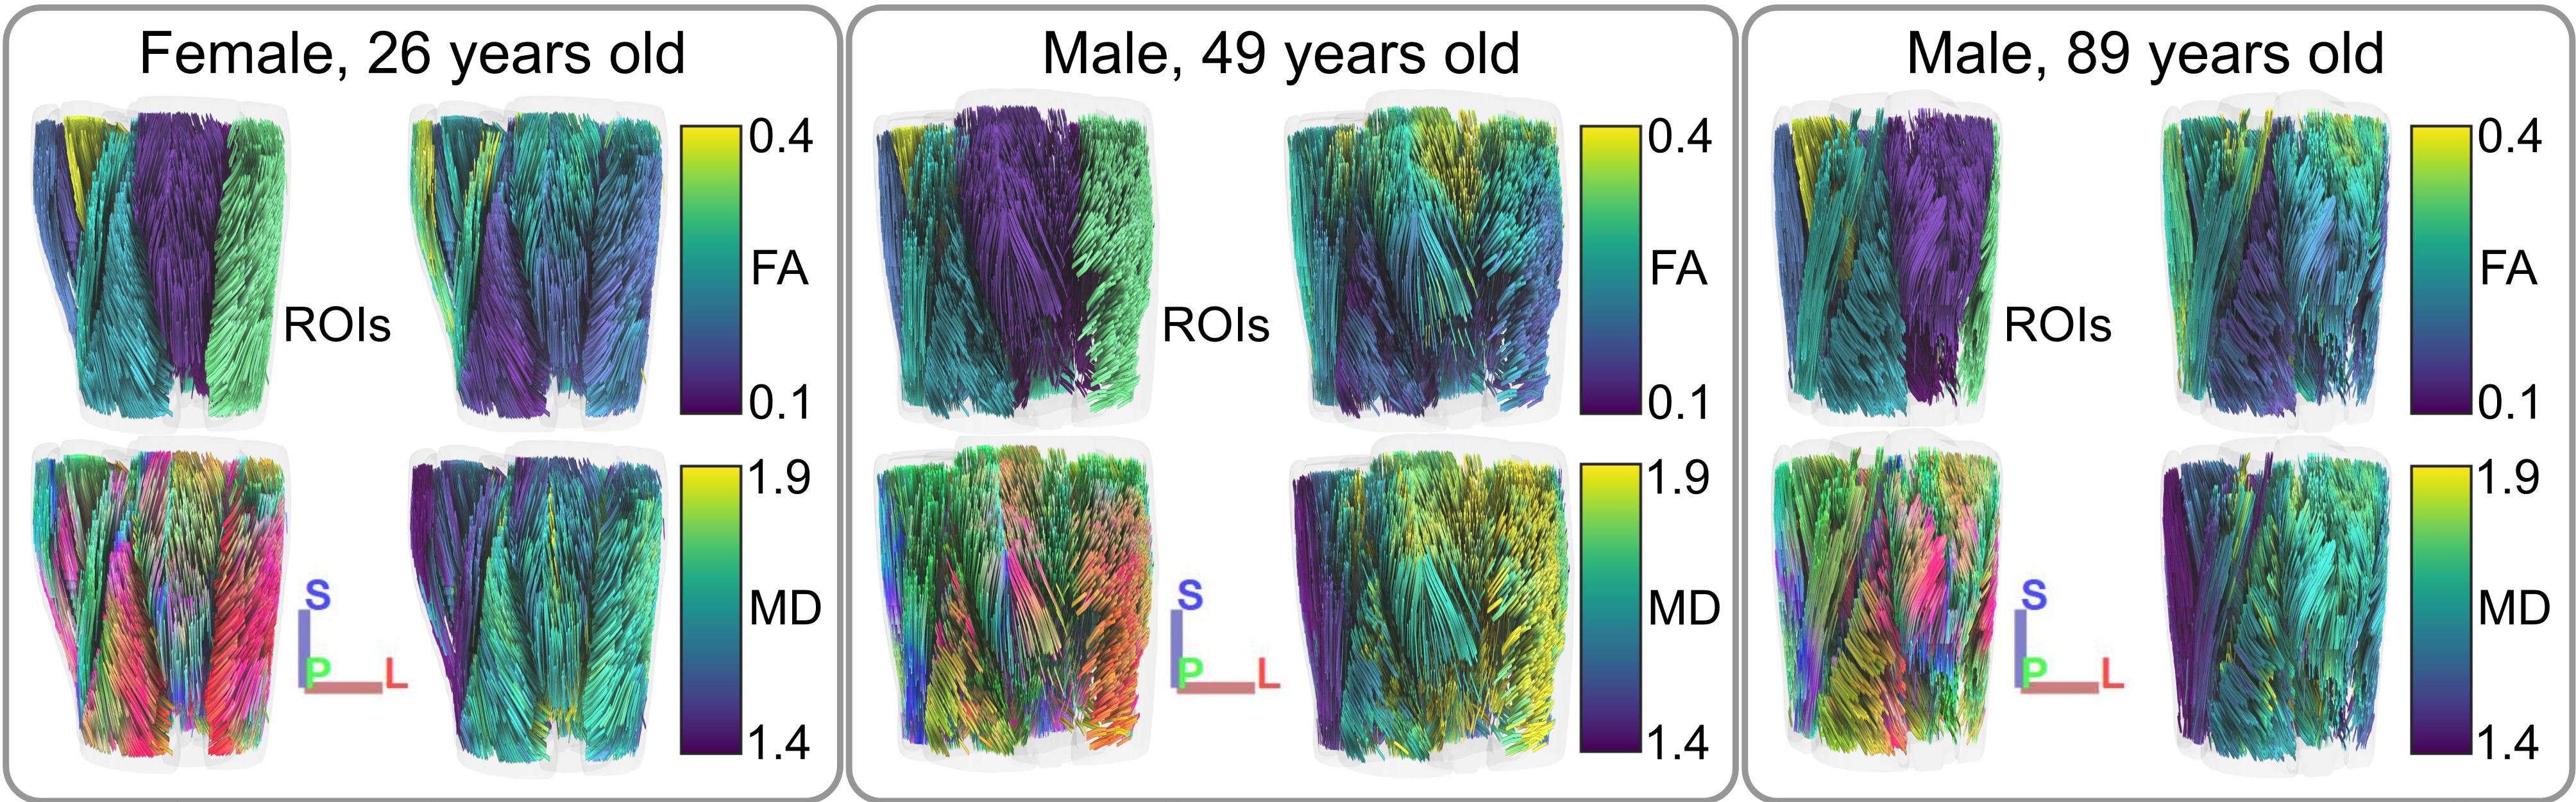 Female, 26 years old
0.4
FA
0.1
ROIs
1.9
MD
1.4
S
P
L
Male, 49 years old
0.4
FA
0.1
ROIs
1.9
MD
1.4
S
P
L
Male, 89 years old
0.4
FA
0.1
ROIs
1.9
MD
1.4
S
P
L